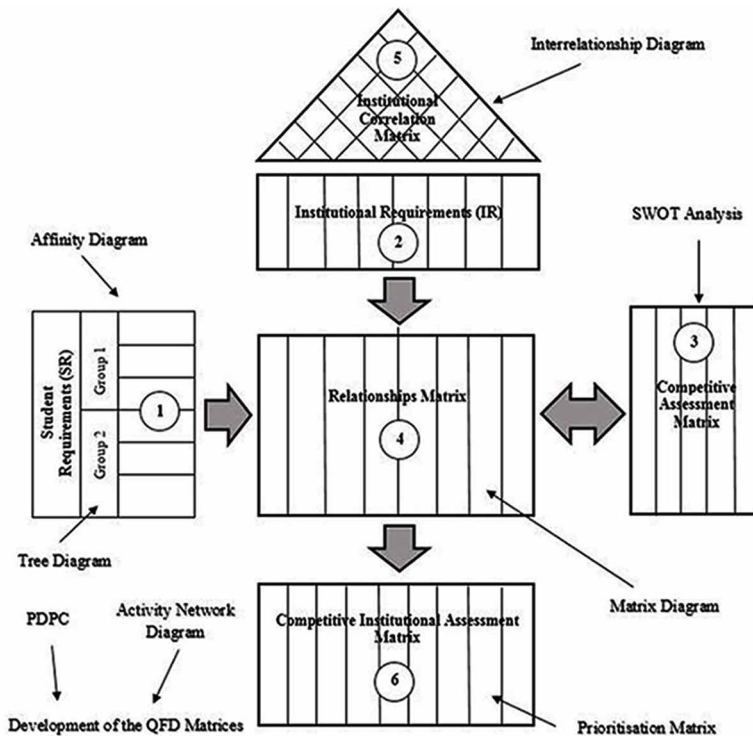 5
Interrelationship Diagram
Institutional
Correlation
Matrix
Institutional Requirements (IR)
2
SWOT Analysis
Affinity Diagram
Student
Requirements (SR)
Group 1
Group 2
1
Relationships Matrix
4
3
Competitive
Assessment
Matrix
Tree Diagram
PDPC
Activity Network
Diagram
Development of the QFD Matrices
Competitive Institutional Assessment
Matrix
6
Matrix Diagram
Prioritisation Matrix